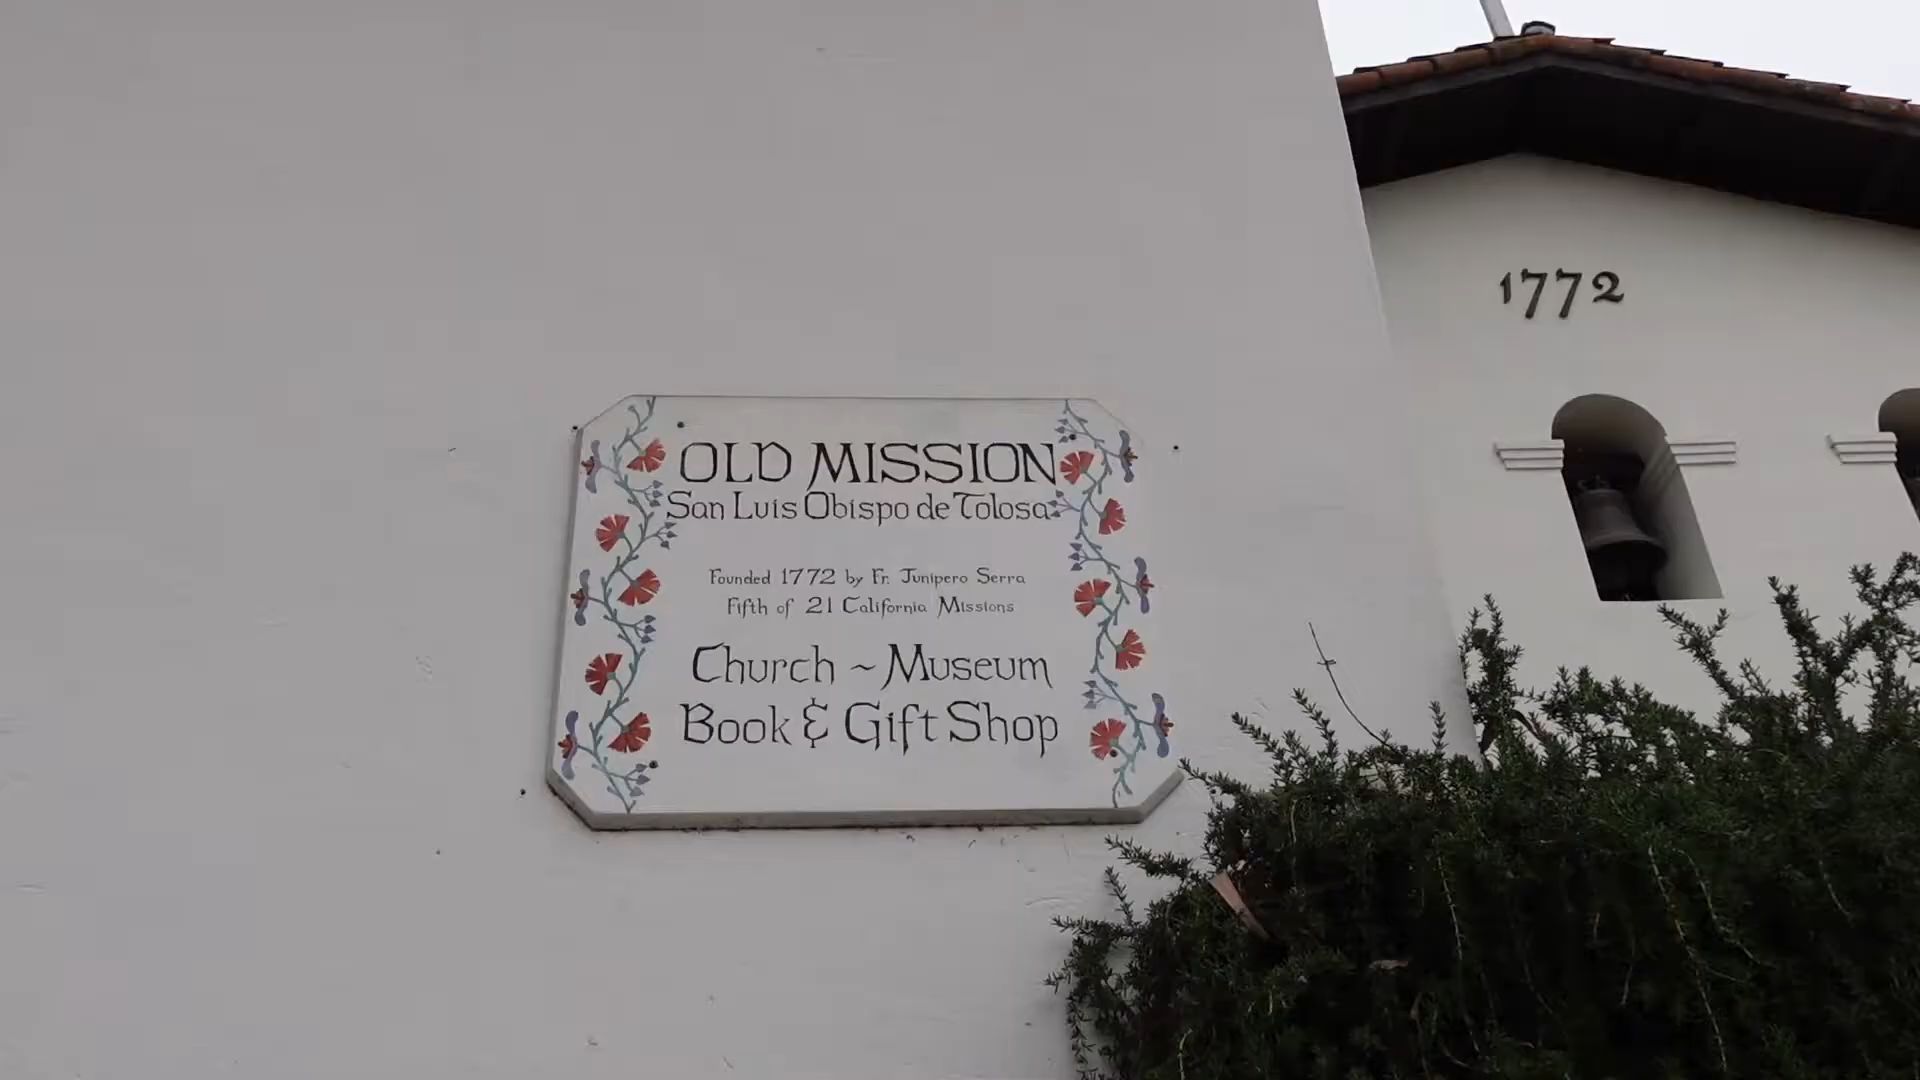 OLD MISSION
San Luis Obispo de Tolosa
Founded 1772 by Fr. Junípero Serra
Fifth of 21 California Missions
Church ~ Museum
Book & Gift Shop
1772